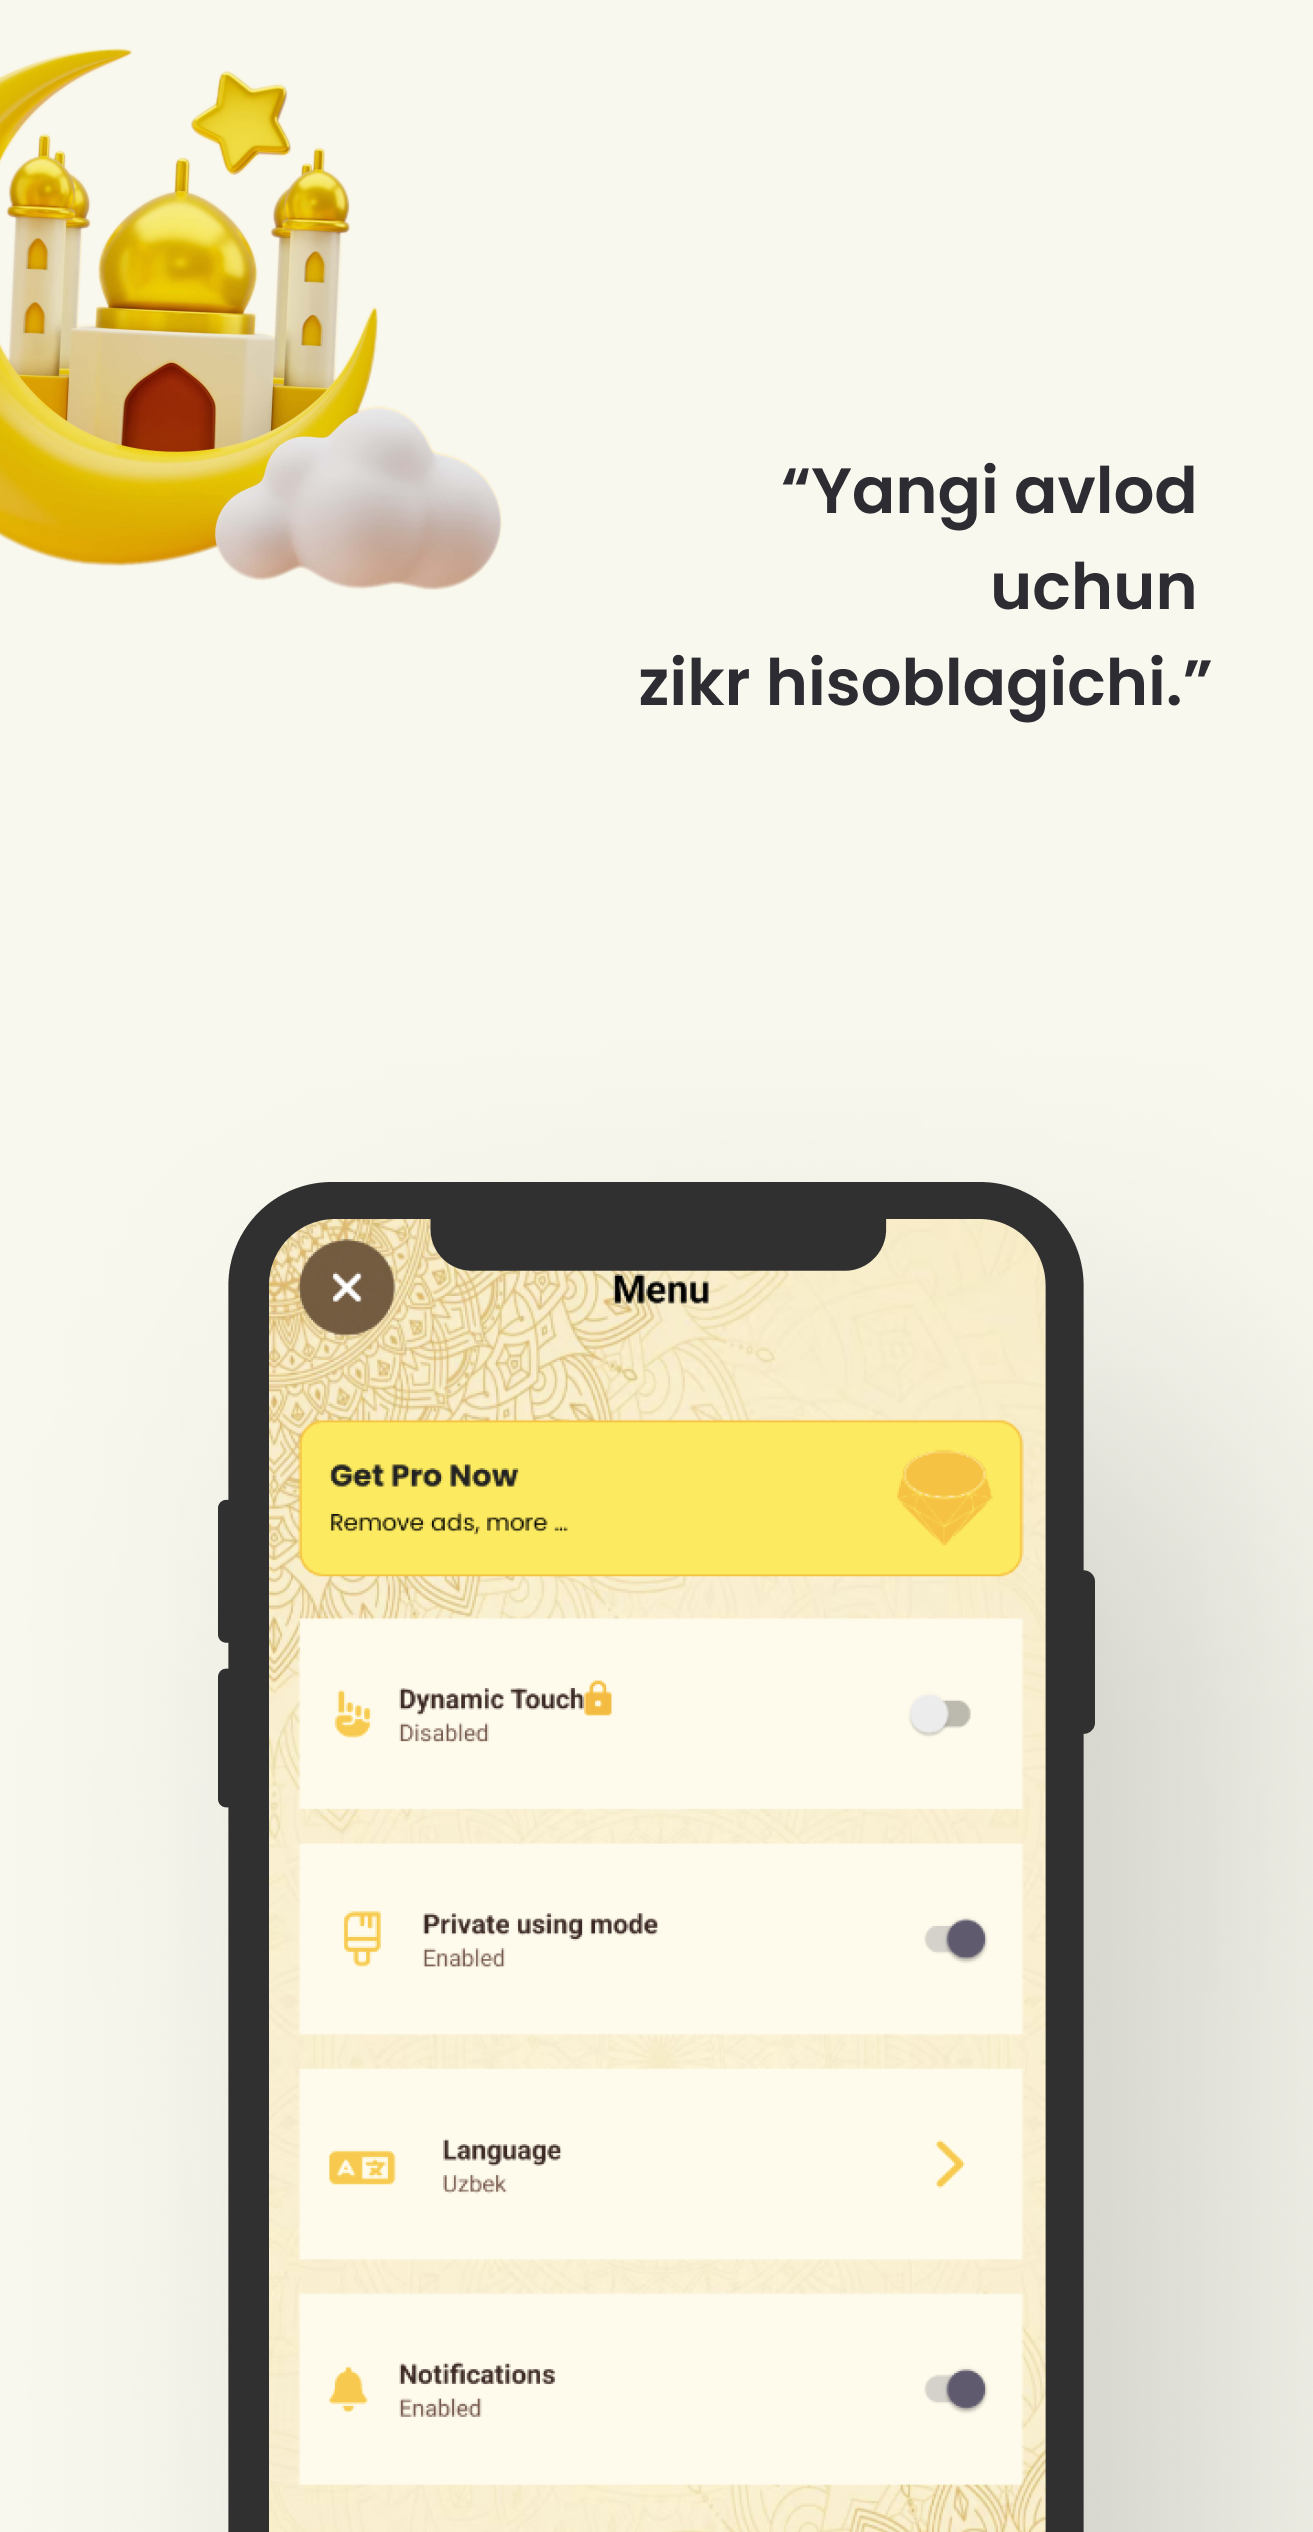 “Yangi avlod
uchun
zikr hisoblagichi.”
Menu
Get Pro Now
Remove ads, more ...
Dynamic Touch
Disabled
Private using mode
Enabled
Language
Uzbek
Notifications
Enabled